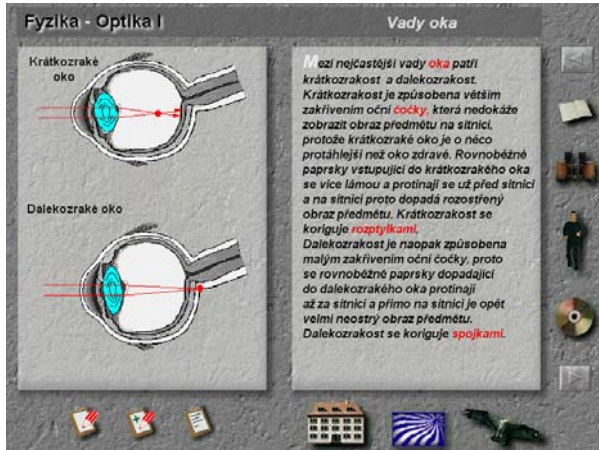 Fyzika - Optika I
Vady oka
Krátkozraké
oko
Dalekozraké oko
Mezi nejčastější vady oka patří
krátkozrakost a dalekozrakost.
Krátkozrakost je způsobena větším
zakřivením oční čočky, která nedokáže
zobrazit obraz předmětu na sítnici,
protože krátkozraké oko je o něco
protáhlejší než oko zdravé. Rovnoběžné
paprsky vstupující do krátkozrakého oka
se více lámou a protínají se už před sítnicí
a na sítnici proto dopadá rozostřený
obraz předmětu. Krátkozrakost se
koriguje rozptylkami.
Dalekozrakost je naopak způsobena
malým zakřivením oční čočky, proto
se rovnoběžné paprsky dopadající
do dalekozrakého oka protínají
až za sítnicí a přímo na sítnici je opět
velmi neostrý obraz předmětu.
Dalekozrakost se koriguje spojkami.